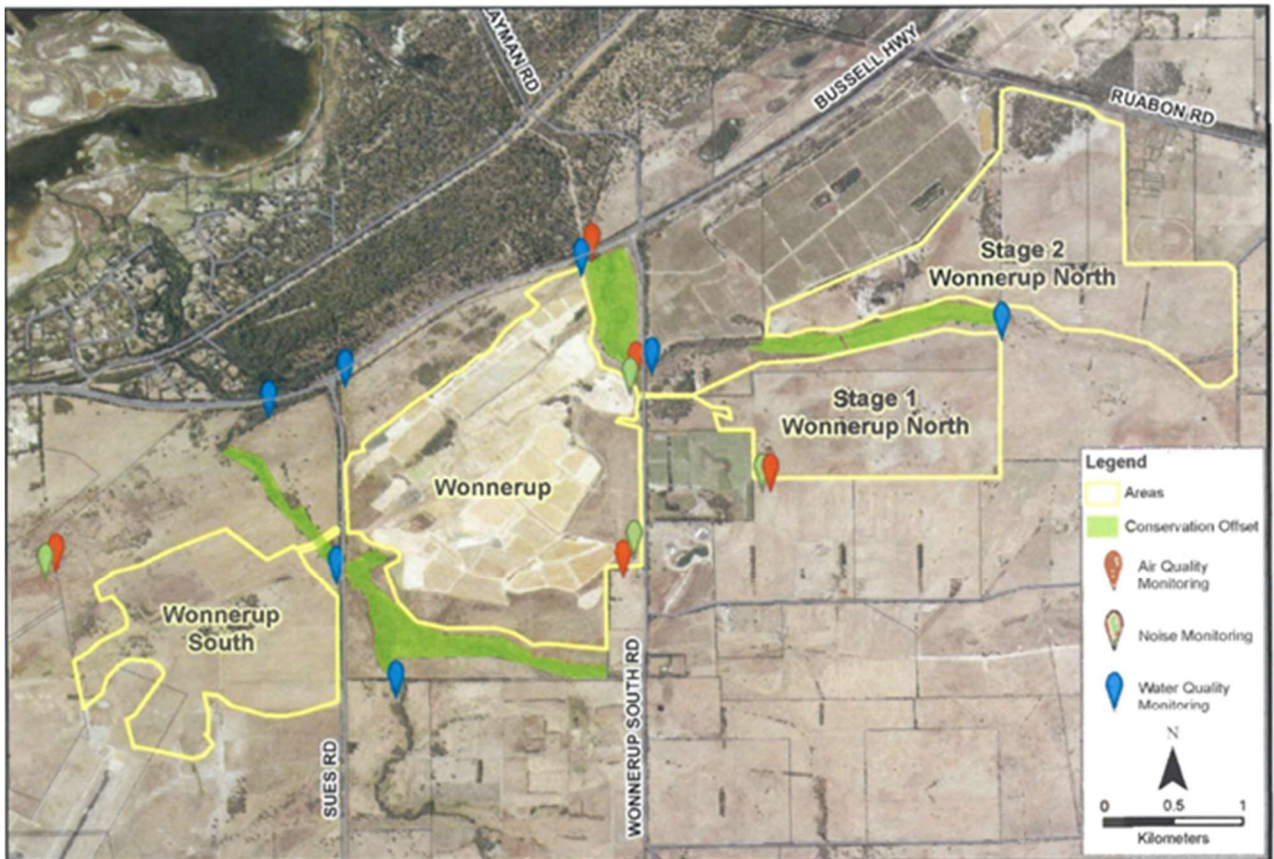 AYMAN RD
BUSSELL HWY
RUABON RD
Stage 2
Wonnerup North
Stage 1
Wonnerup North
Wonnerup
Wonnerup
South
SUES RD
WONNERUP SOUTH RD
Legend
Areas
Conservation Offset
Air Quality
Monitoring
Noise Monitoring
Water Quality
Monitoring
N
0 0.5 1
Kilometers